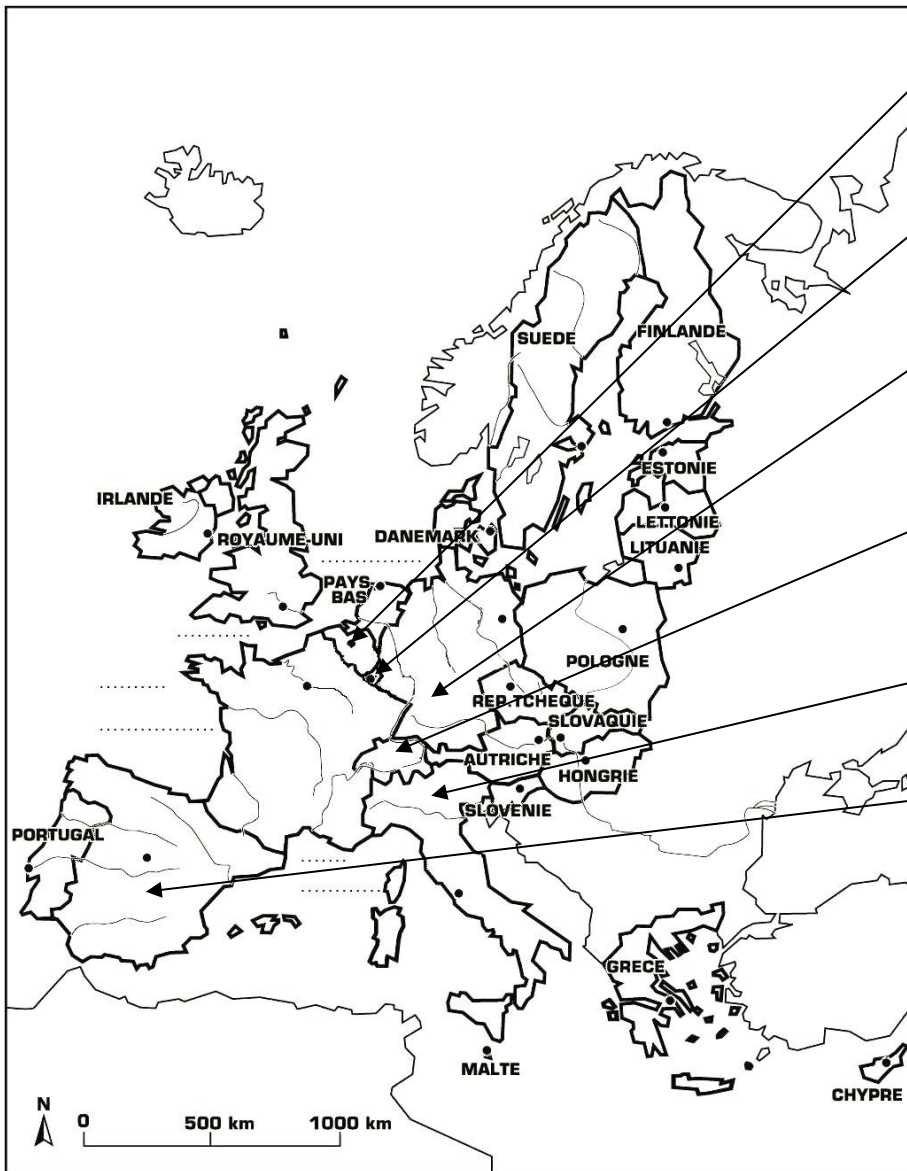 SUEDE
FINLANDE
ESTONIE
IRLANDE
LETTONIE
ROYAUME-UNI
DANEMARK
LITUANIE
PAYS
BAS
POLOGNE
REP.TCHEQUE
SLOVAQUIE
AUTRICHE
HONGRIE
SLOVENIE
PORTUGAL
GRECE
MALTE
CHYPRE
N
0 500 km 1000 km